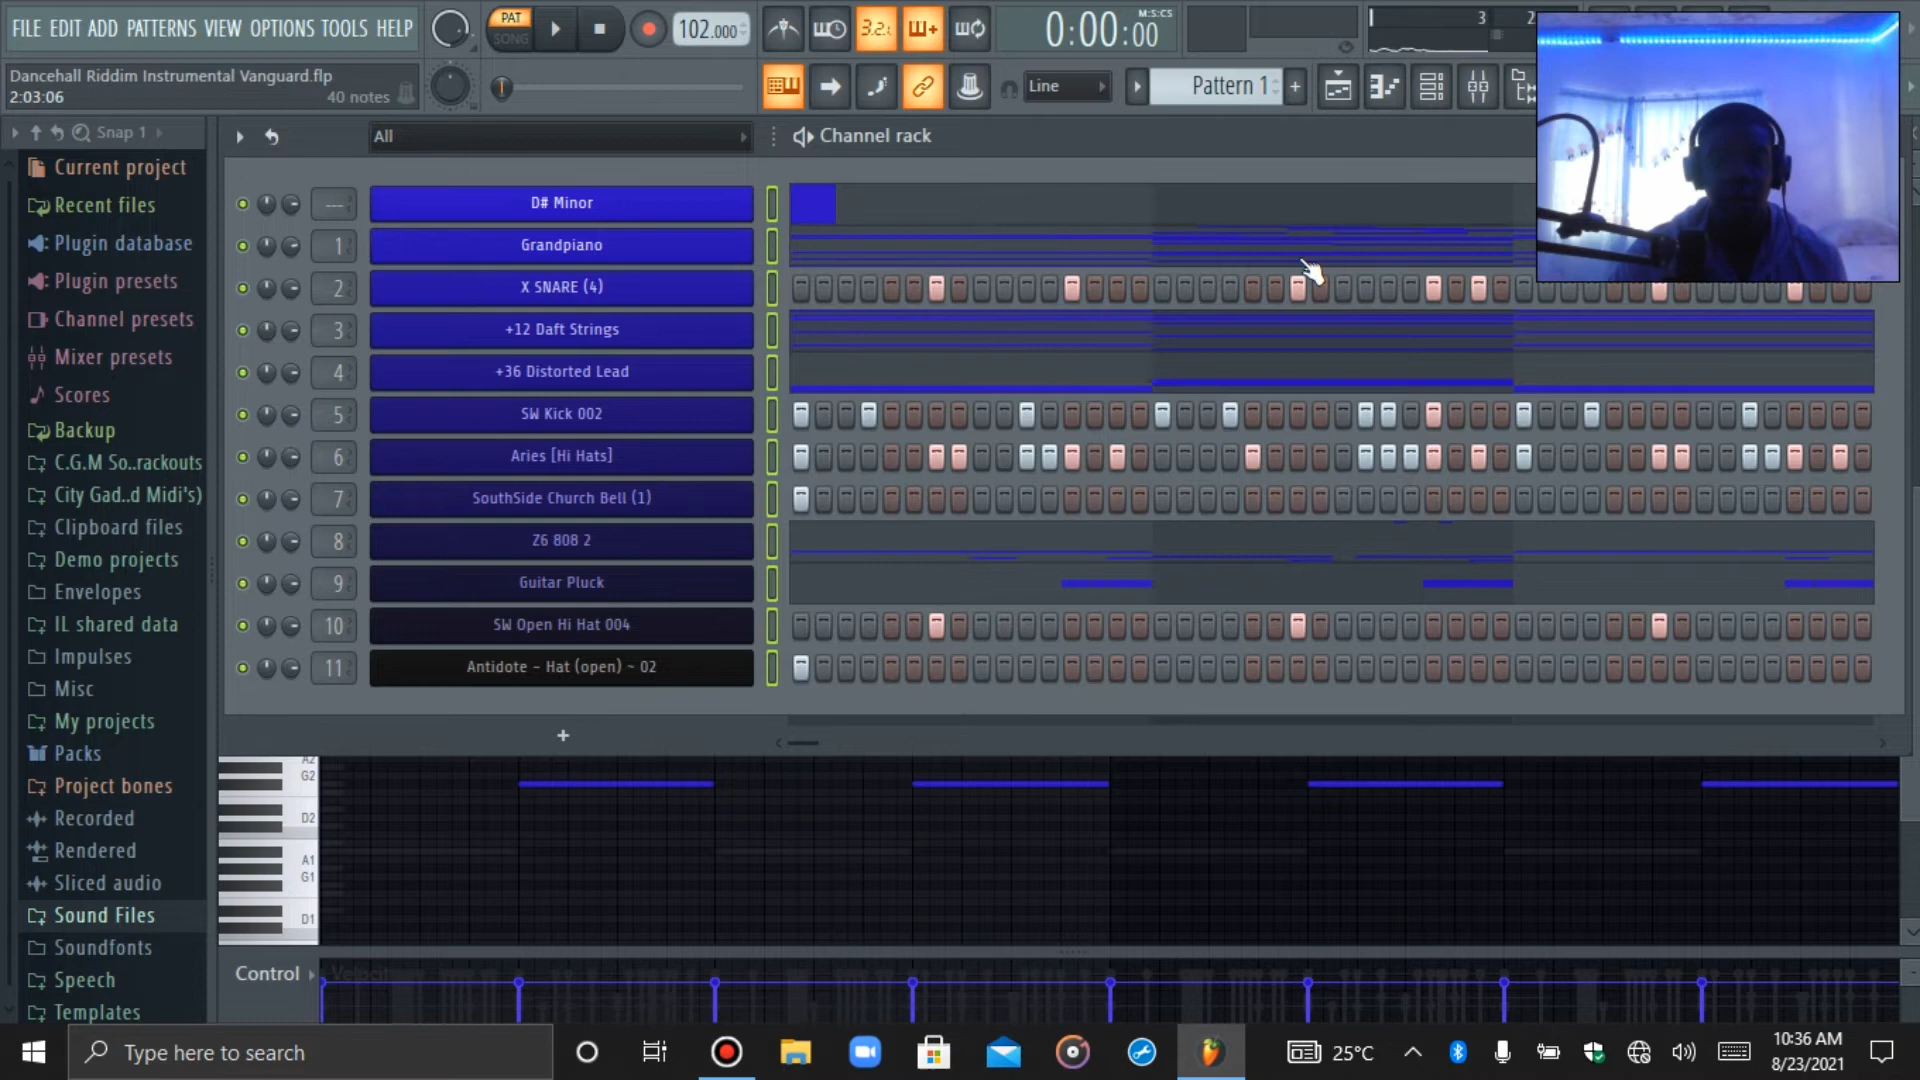 FILE EDIT ADD PATTERNS VIEW OPTIONS TOOLS HELP
PAT
SONG
102.000
3.2.
0:00:00
M:S:CS
3
2
Dancehall Riddim Instrumental Vanguard.flp
2:03:06
40 notes
Line
Pattern 1
+
Snap 1
All
Channel rack
Current project
Recent files
Plugin database
Plugin presets
Channel presets
Mixer presets
Scores
Backup
C.G.M So..rackouts
City Gad..d Midi's)
Clipboard files
Demo projects
Envelopes
IL shared data
Impulses
Misc
My projects
Packs
Project bones
Recorded
Rendered
Sliced audio
Sound Files
Soundfonts
Speech
Templates
--- D# Minor
1 Grandpiano
2 X SNARE (4)
3 +12 Daft Strings
4 +36 Distorted Lead
5 SW Kick 002
6 Aries [Hi Hats]
7 SouthSide Church Bell (1)
8 Z6 808 2
9 Guitar Pluck
10 SW Open Hi Hat 004
11 Antidote - Hat (open) ~ 02
+
A2
G2
D2
A1
G1
D1
Control
Velocity
Type here to search
25°C
10:36 AM
8/23/2021